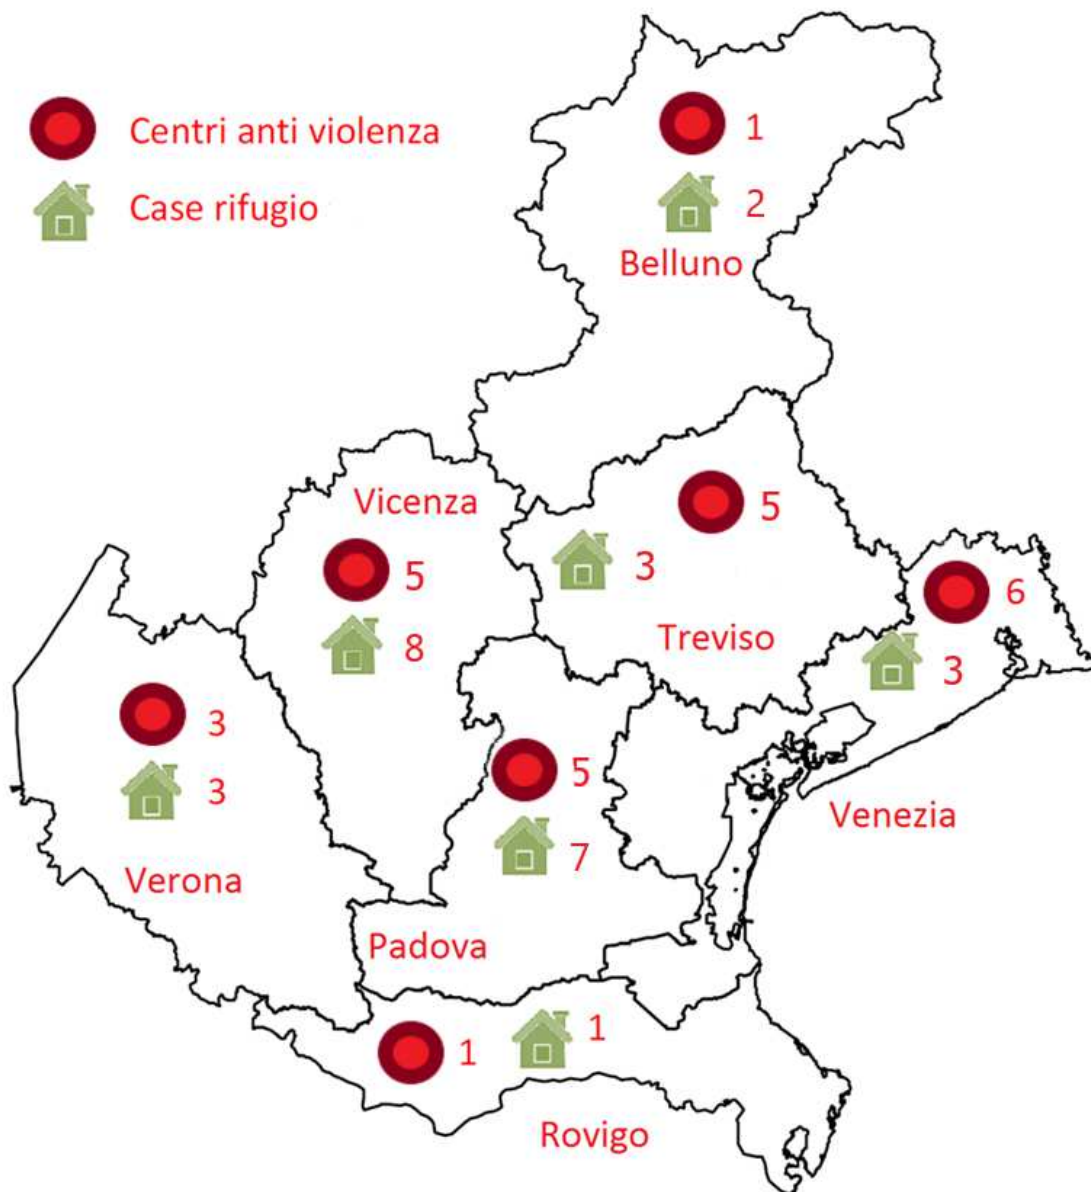 Centri anti violenza
Case rifugio
1
2
Belluno
Vicenza
5
8
5
3
Treviso
6
3
Venezia
3
3
Verona
5
7
Padova
1
1
Rovigo